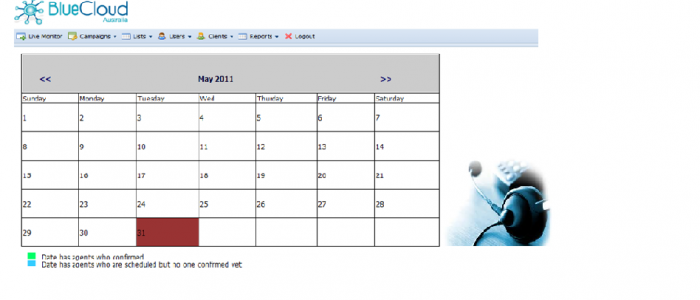 BlueCloud
Australia
Live Monitor Campaigns Lists Users Clients Reports Logout
<< May 2011 >>
Sunday Monday Tuesday Wed Thursday Friday Saturday
1 2 3 4 5 6 7
8 9 10 11 12 13 14
15 16 17 18 19 20 21
22 23 24 25 26 27 28
29 30 31
Date has agents who confirmed
Date has agents who are scheduled but no one confirmed yet